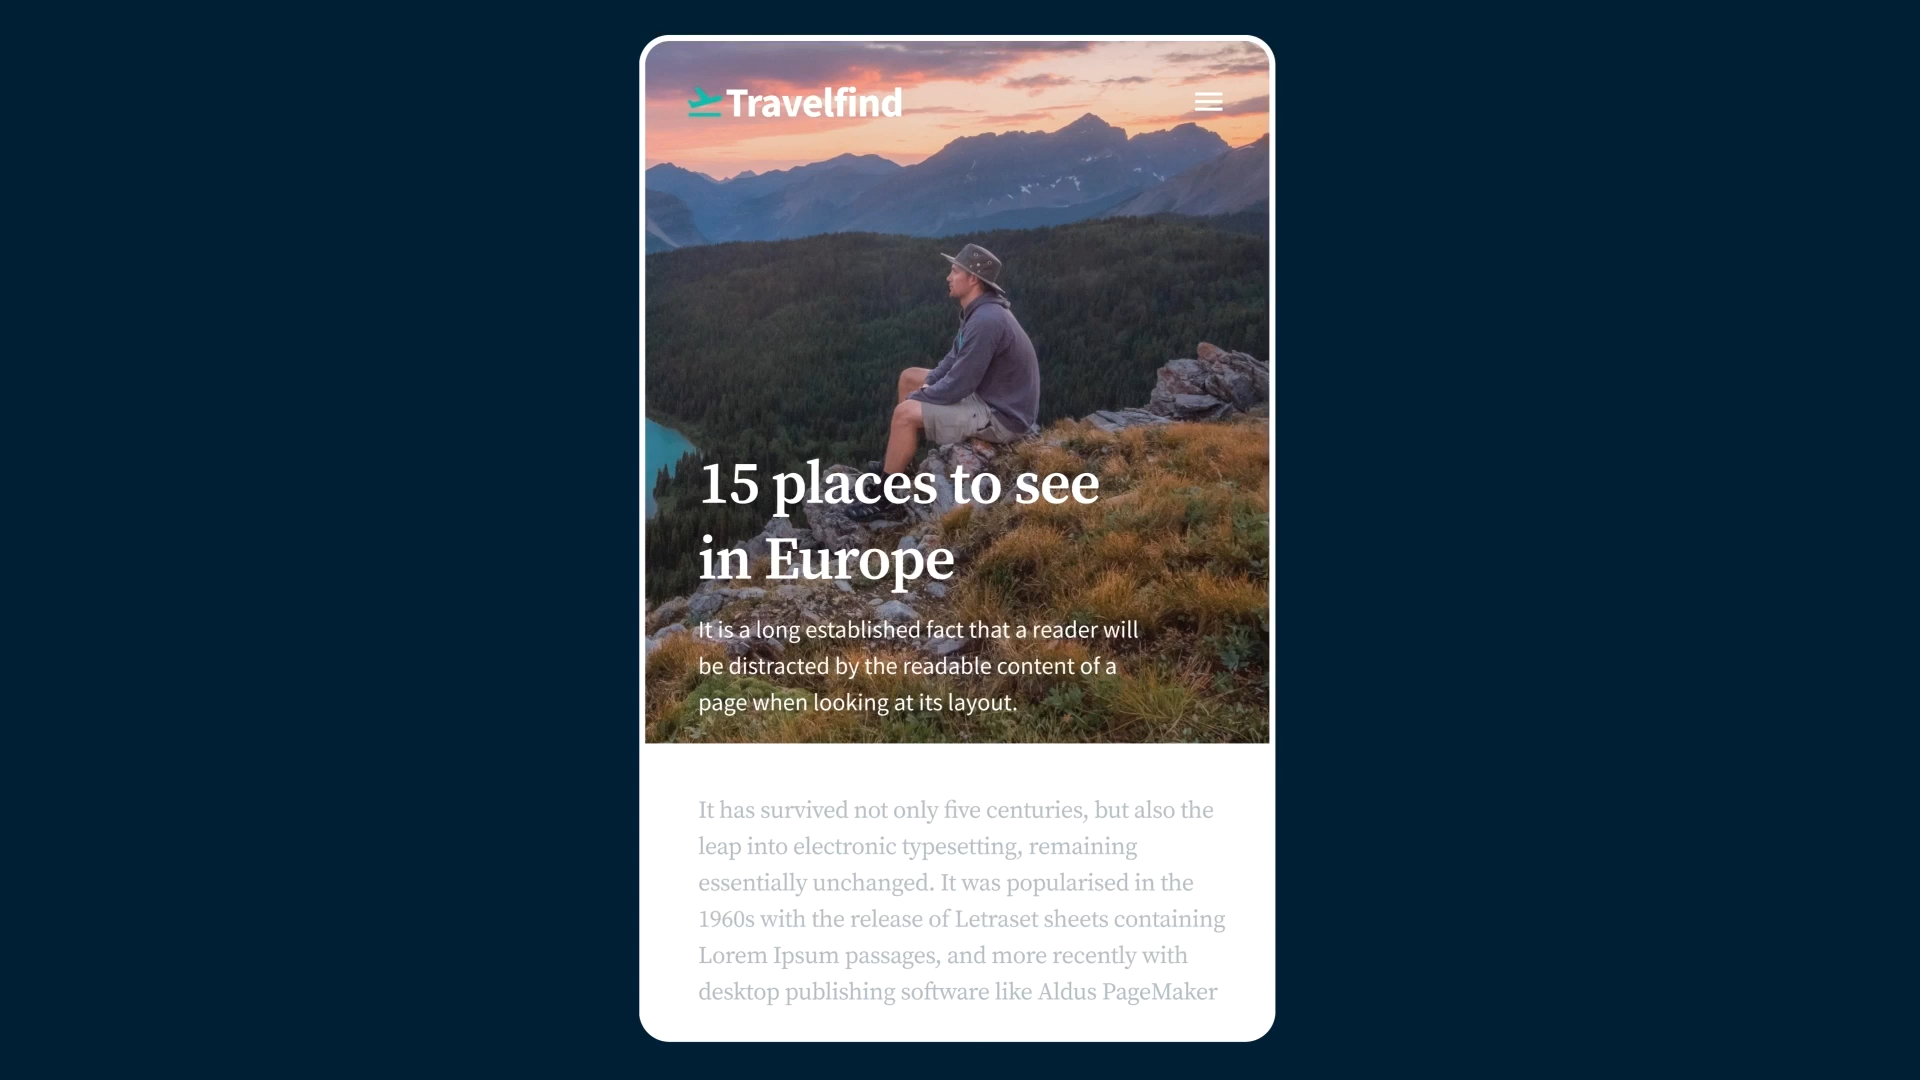 Travelfind
15 places to see
in Europe
It is a long established fact that a reader will
be distracted by the readable content of a
page when looking at its layout.
It has survived not only five centuries, but also the
leap into electronic typesetting, remaining
essentially unchanged. It was popularised in the
1960s with the release of Letraset sheets containing
Lorem Ipsum passages, and more recently with
desktop publishing software like Aldus PageMaker